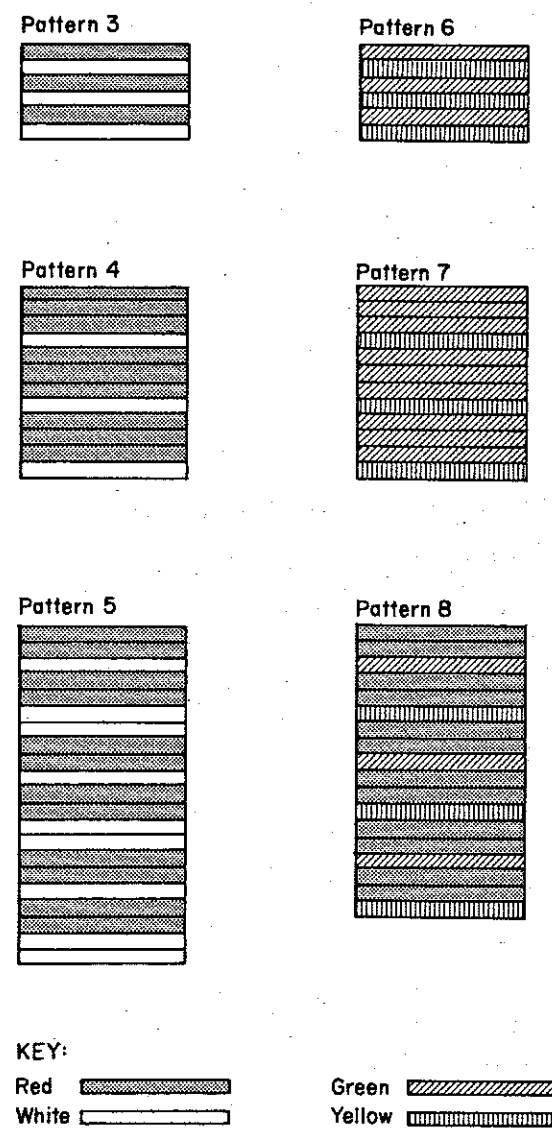 Pattern 3
Pattern 6
Pattern 4
Pattern 7
Pattern 5
Pattern 8
KEY:
Red
Green
White
Yellow